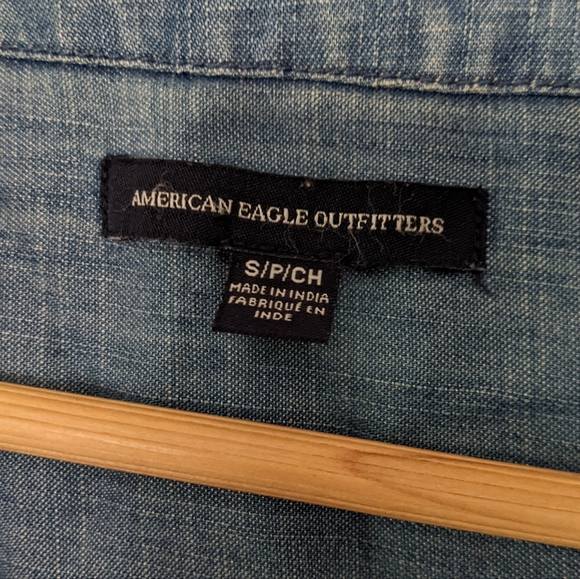 AMERICAN EAGLE OUTFITTERS
S/P/CH
MADE IN INDIA
FABRIQUÉ EN
INDE